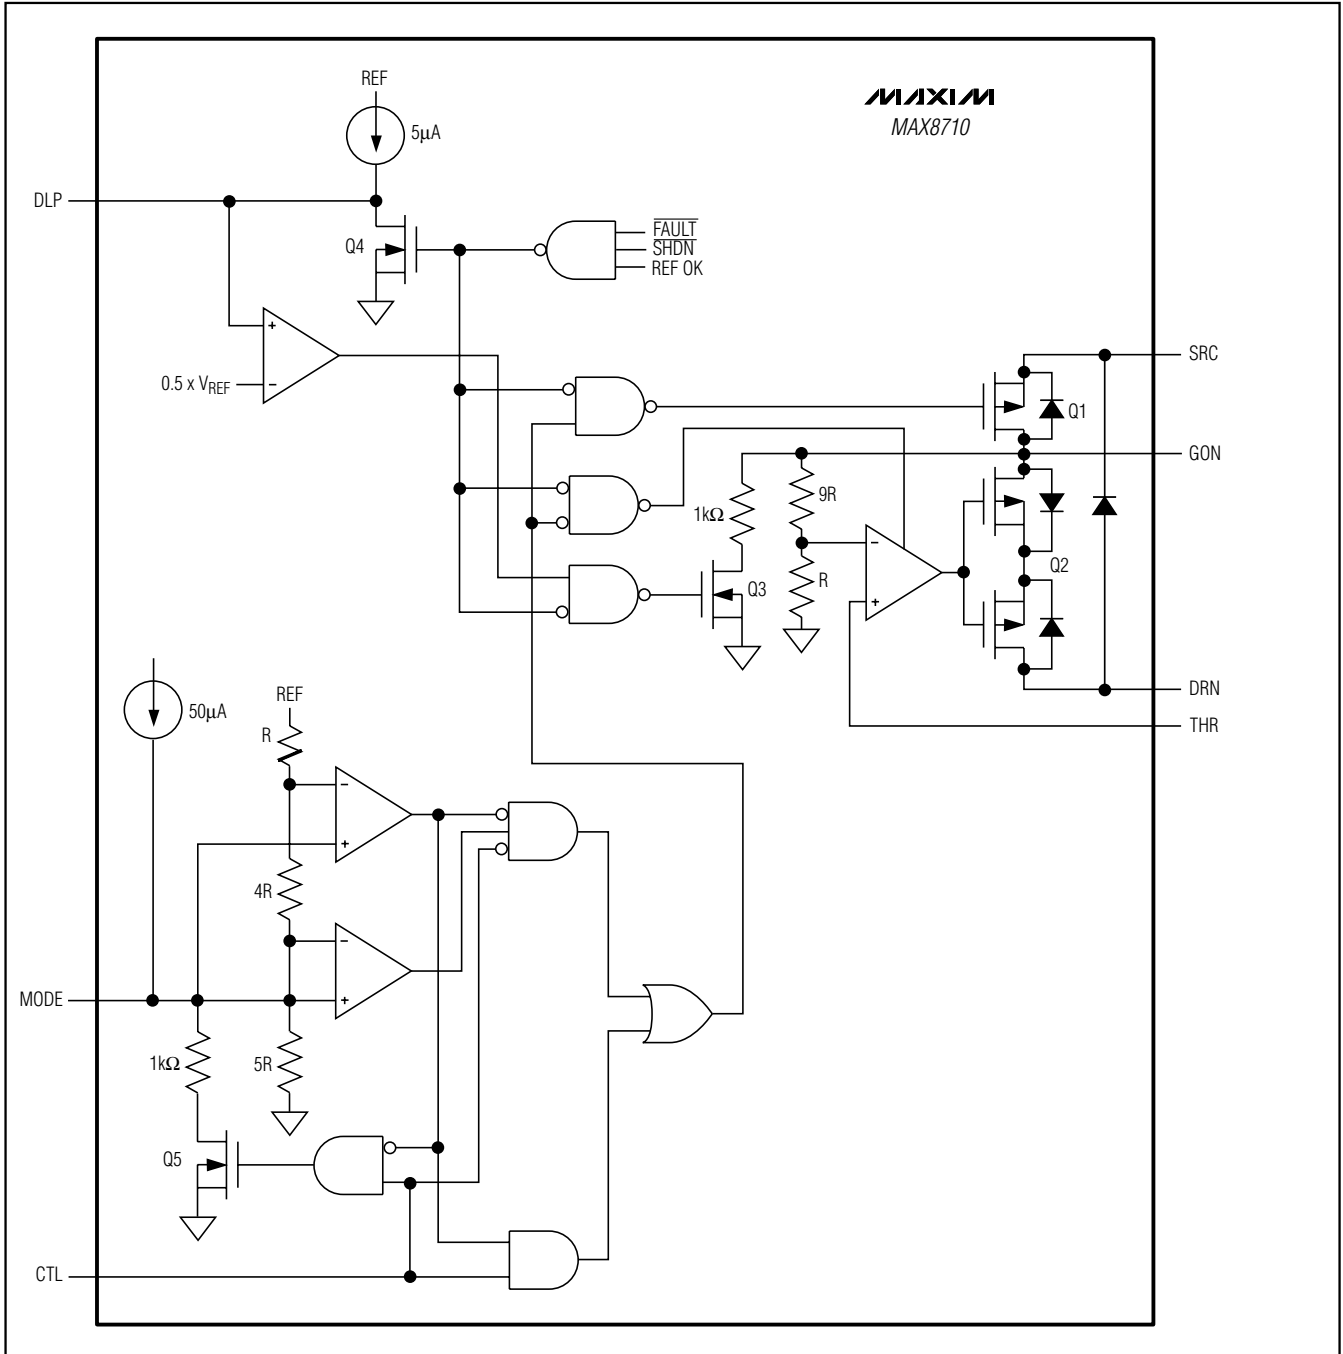 REF
MAXIM
MAX8710
5µA
DLP
Q4
FAULT
SHDN
REF OK
+
−
0.5 x VREF
SRC
Q1
GON
9R
1kΩ
−
Q2
Q3
R
+
DRN
THR
50µA
REF
R
−
+
4R
−
MODE
+
1kΩ
5R
Q5
CTL